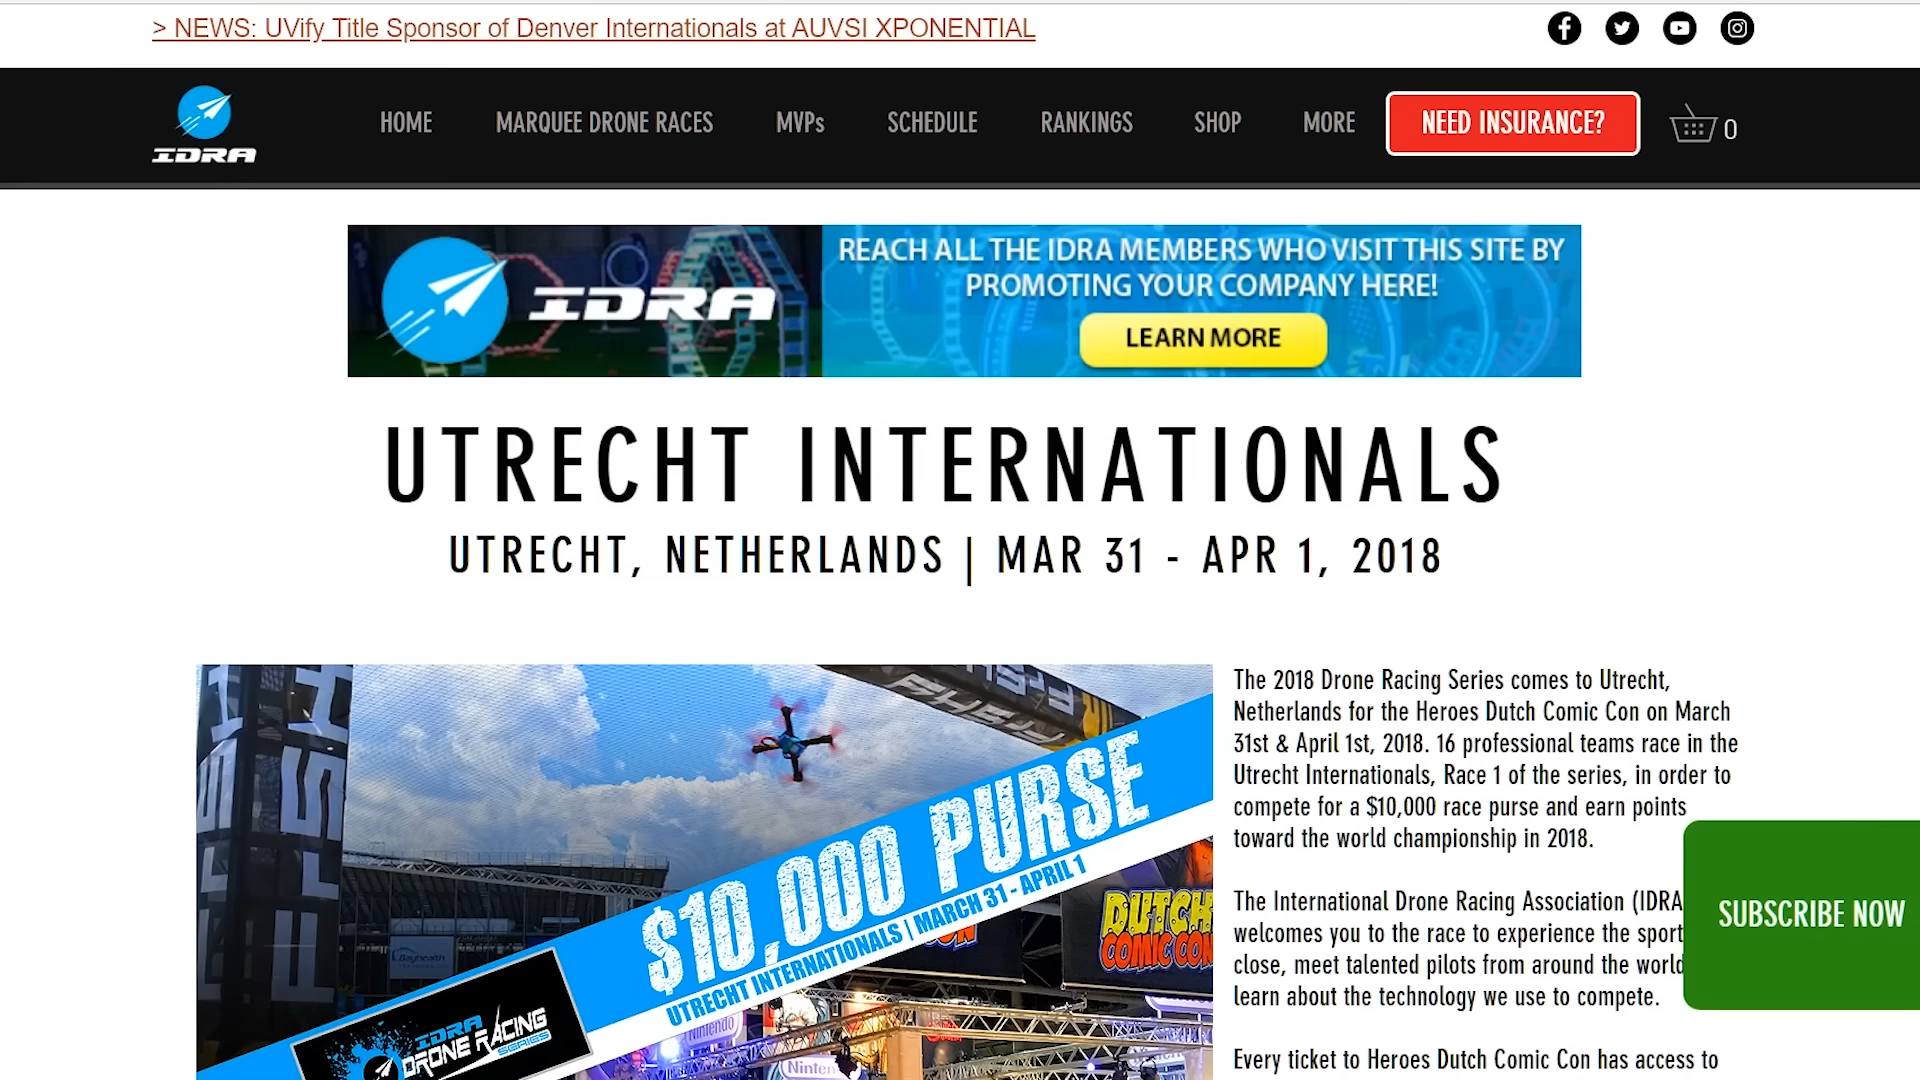 > NEWS: UVify Title Sponsor of Denver Internationals at AUVSI XPONENTIAL
IDRA
HOME
MARQUEE DRONE RACES
MVPs
SCHEDULE
RANKINGS
SHOP
MORE
NEED INSURANCE?
0
IDRA
REACH ALL THE IDRA MEMBERS WHO VISIT THIS SITE BY
PROMOTING YOUR COMPANY HERE!
LEARN MORE
UTRECHT INTERNATIONALS
UTRECHT, NETHERLANDS | MAR 31 - APR 1, 2018
$10,000 PURSE
UTRECHT INTERNATIONALS | MARCH 31 - APRIL 1
DUTCH
COMIC CON
Bayhealth
IDRA
DRONE RACING
SERIES
Nintendo
The 2018 Drone Racing Series comes to Utrecht,
Netherlands for the Heroes Dutch Comic Con on March
31st & April 1st, 2018. 16 professional teams race in the
Utrecht Internationals, Race 1 of the series, in order to
compete for a $10,000 race purse and earn points
toward the world championship in 2018.
The International Drone Racing Association (IDRA
welcomes you to the race to experience the sport
close, meet talented pilots from around the world
learn about the technology we use to compete.
Every ticket to Heroes Dutch Comic Con has access to
SUBSCRIBE NOW